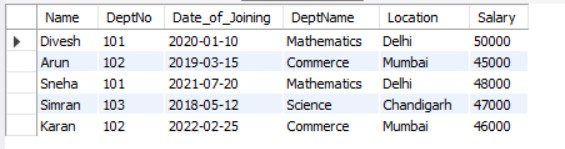 Name DeptNo Date_of_Joining DeptName Location Salary
Divesh 101 2020-01-10 Mathematics Delhi 50000
Arun 102 2019-03-15 Commerce Mumbai 45000
Sneha 101 2021-07-20 Mathematics Delhi 48000
Simran 103 2018-05-12 Science Chandigarh 47000
Karan 102 2022-02-25 Commerce Mumbai 46000